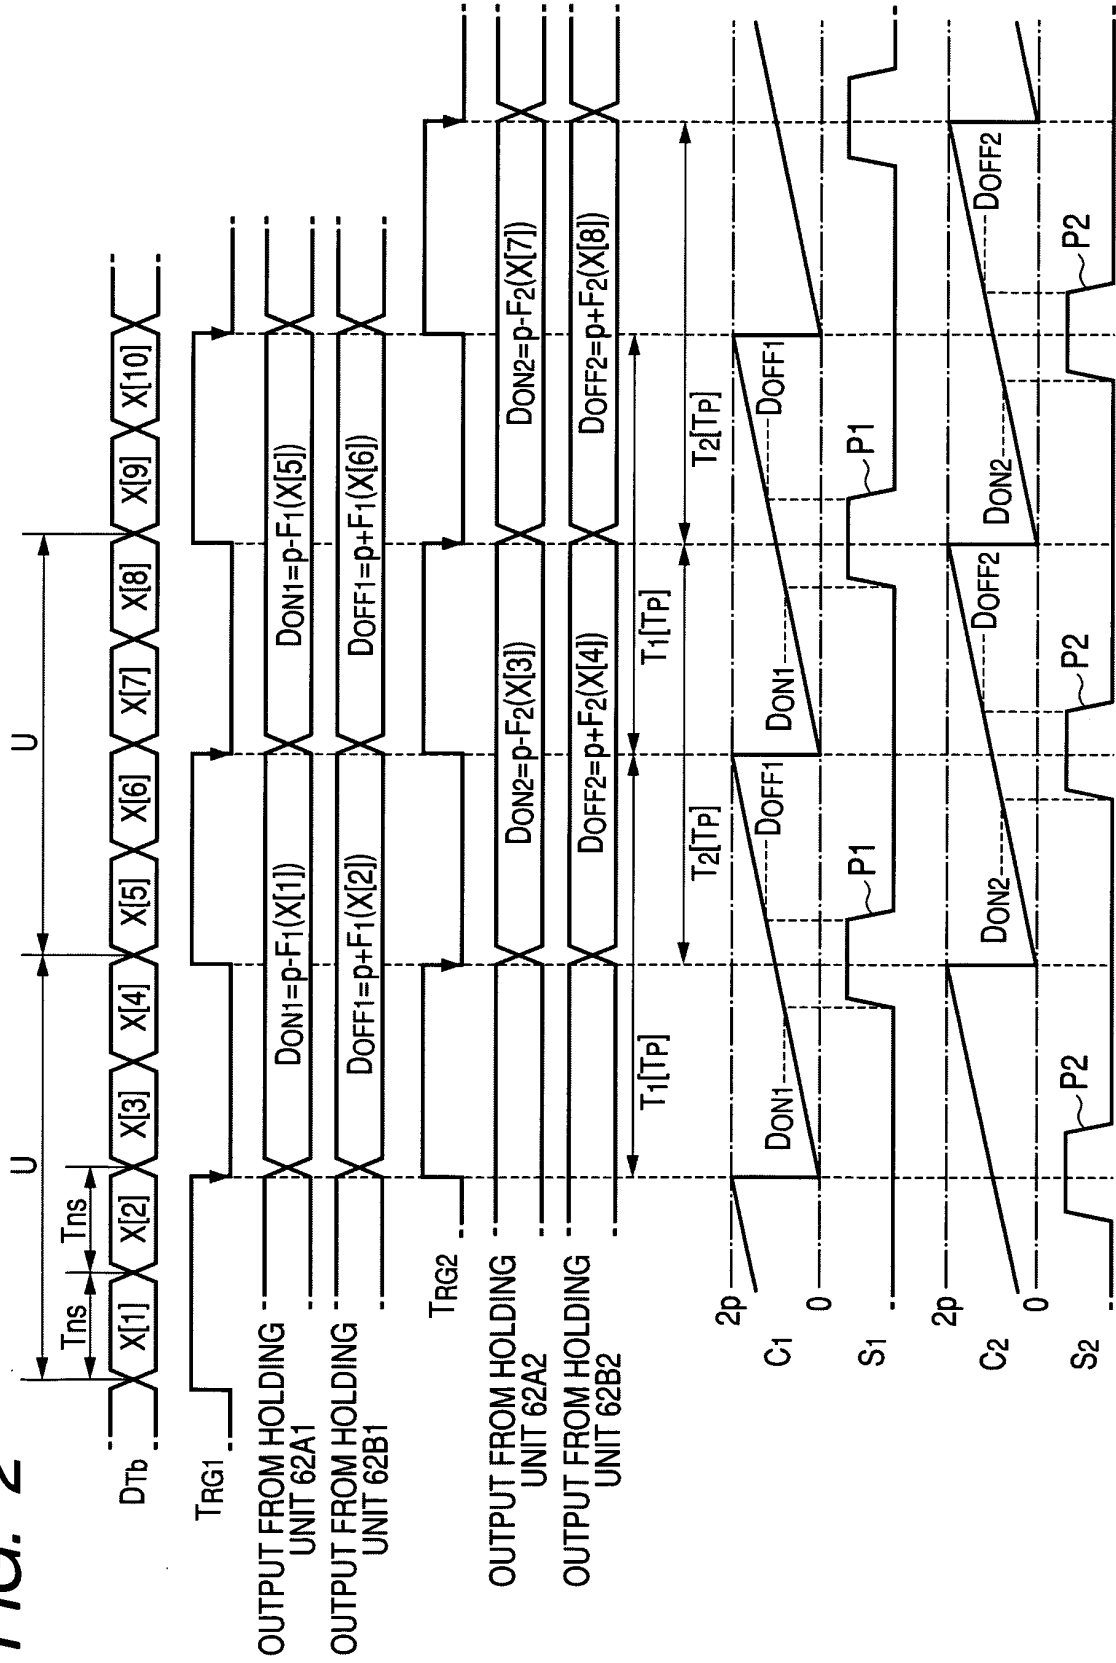 FIG. 2
U
U
Tns
Tns
DTb
X[1]
X[2]
X[3]
X[4]
X[5]
X[6]
X[7]
X[8]
X[9]
X[10]
TRG1
OUTPUT FROM HOLDING
UNIT 62A1
DON1=p-F1(X[1])
DON1=p-F1(X[5])
OUTPUT FROM HOLDING
UNIT 62B1
DOFF1=p+F1(X[2])
DOFF1=p+F1(X[6])
TRG2
OUTPUT FROM HOLDING
UNIT 62A2
DON2=p-F2(X[3])
DON2=p-F2(X[7])
OUTPUT FROM HOLDING
UNIT 62B2
DOFF2=p+F2(X[4])
DOFF2=p+F2(X[8])
T1[TP]
T1[TP]
T2[TP]
T2[TP]
2p
C1
0
DON1
DOFF1
DON1
DOFF1
S1
P1
P1
2p
C2
0
DON2
DOFF2
DON2
DOFF2
S2
P2
P2
P2